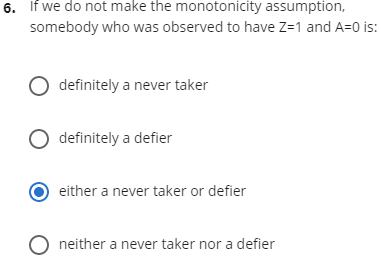 6. If we do not make the monotonicity assumption,
somebody who was observed to have Z=1 and A=0 is:
definitely a never taker
definitely a defier
either a never taker or defier
neither a never taker nor a defier